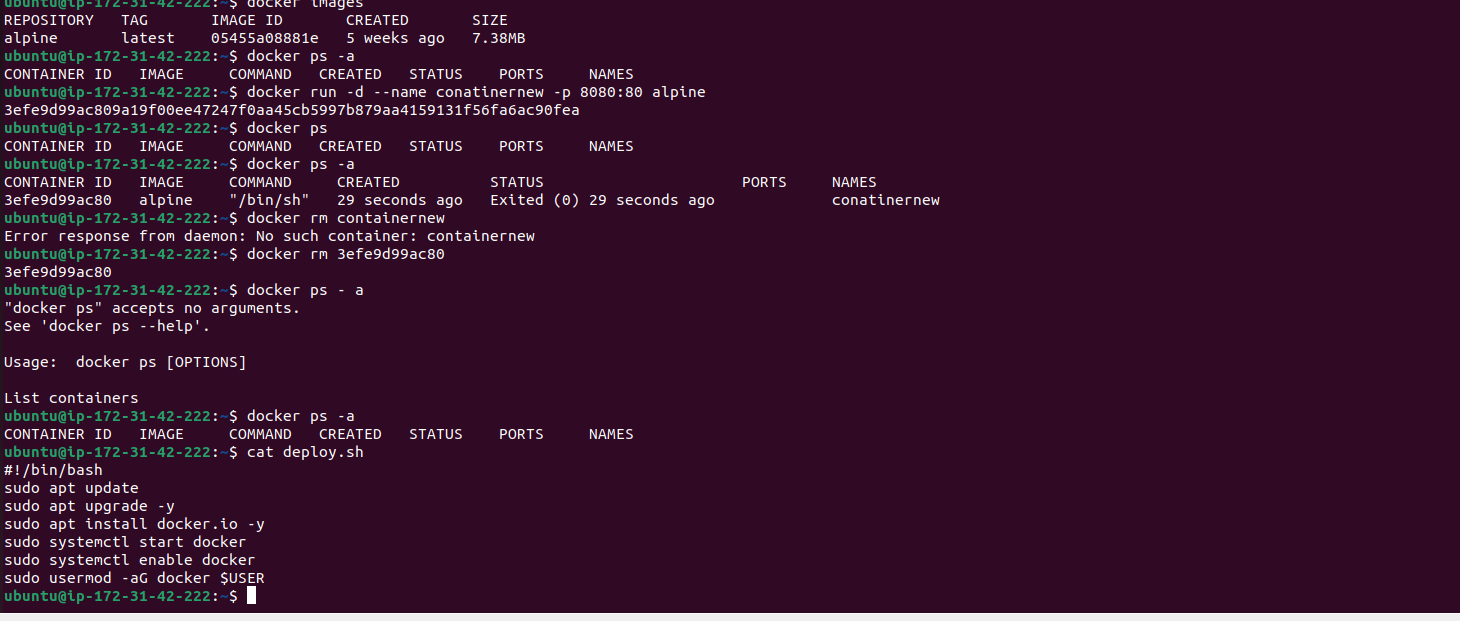 ubuntu@ip-172-31-42-222:~$ docker images
REPOSITORY   TAG       IMAGE ID       CREATED       SIZE
alpine       latest    05455a08881e   5 weeks ago   7.38MB
ubuntu@ip-172-31-42-222:~$ docker ps -a
CONTAINER ID   IMAGE     COMMAND   CREATED   STATUS    PORTS     NAMES
ubuntu@ip-172-31-42-222:~$ docker run -d --name conatinernew -p 8080:80 alpine
3efe9d99ac809a19f00ee47247f0aa45cb5997b879aa4159131f56fa6ac90fea
ubuntu@ip-172-31-42-222:~$ docker ps
CONTAINER ID   IMAGE     COMMAND   CREATED   STATUS    PORTS     NAMES
ubuntu@ip-172-31-42-222:~$ docker ps -a
CONTAINER ID   IMAGE     COMMAND     CREATED          STATUS                      PORTS     NAMES
3efe9d99ac80   alpine    "/bin/sh"   29 seconds ago   Exited (0) 29 seconds ago             conatinernew
ubuntu@ip-172-31-42-222:~$ docker rm containernew
Error response from daemon: No such container: containernew
ubuntu@ip-172-31-42-222:~$ docker rm 3efe9d99ac80
3efe9d99ac80
ubuntu@ip-172-31-42-222:~$ docker ps - a
"docker ps" accepts no arguments.
See 'docker ps --help'.

Usage:  docker ps [OPTIONS]

List containers
ubuntu@ip-172-31-42-222:~$ docker ps -a
CONTAINER ID   IMAGE     COMMAND   CREATED   STATUS    PORTS     NAMES
ubuntu@ip-172-31-42-222:~$ cat deploy.sh
#!/bin/bash
sudo apt update
sudo apt upgrade -y
sudo apt install docker.io -y
sudo systemctl start docker
sudo systemctl enable docker
sudo usermod -aG docker $USER
ubuntu@ip-172-31-42-222:~$